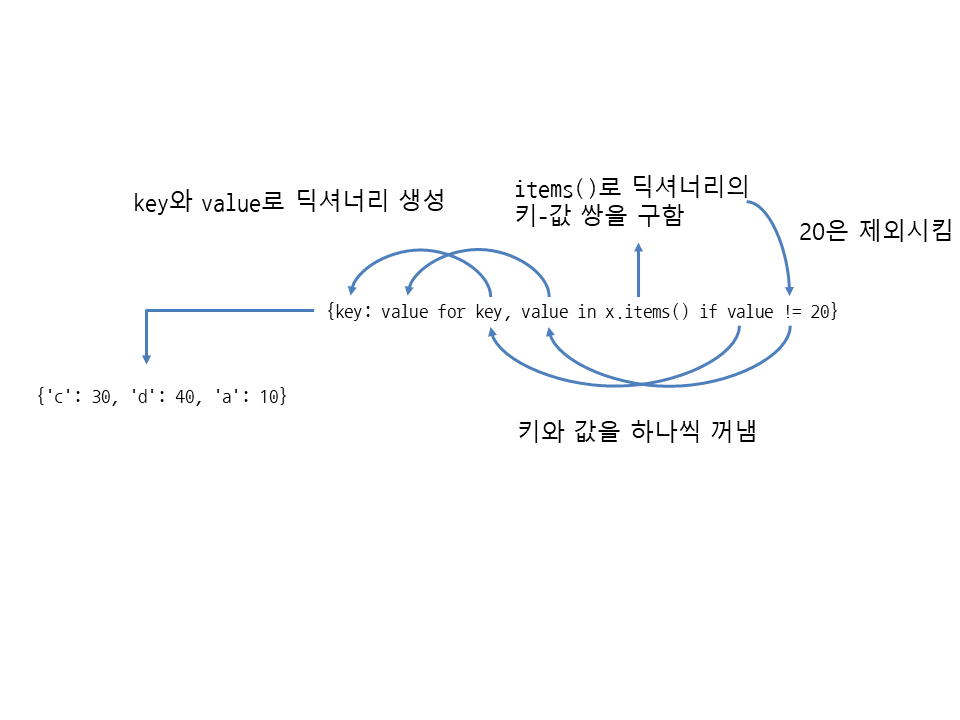 key와 value로 딕셔너리 생성
items()로 딕셔너리의
키-값 쌍을 구함
20은 제외시킴
{key: value for key, value in x.items() if value != 20}
{'c': 30, 'd': 40, 'a': 10}
키와 값을 하나씩 꺼냄